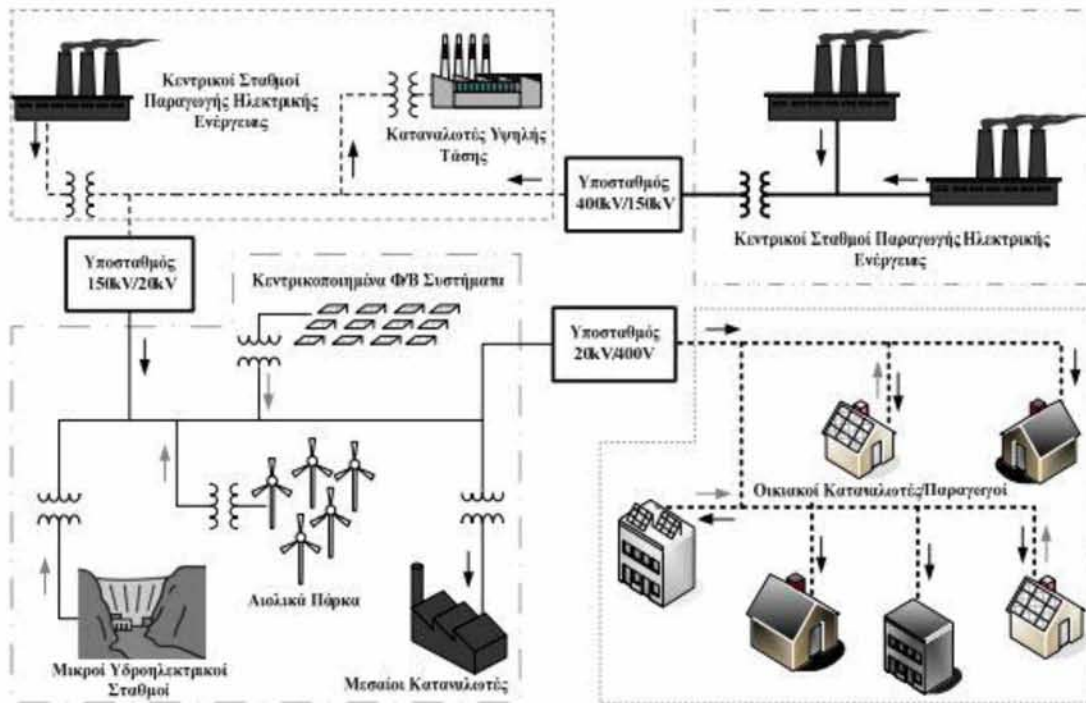 Κεντρικοί Σταθμοί
Παραγωγής Ηλεκτρικής
Ενέργειας
Καταναλωτές Υψηλής
Τάσης
Υποσταθμός
400kV/150kV
Κεντρικοί Σταθμοί Παραγωγής Ηλεκτρικής
Ενέργειας
Υποσταθμός
150kV/20kV
Κεντρικοποιημένα Φ/Β Συστήματα
Υποσταθμός
20kV/400V
Οικιακοί Καταναλωτές/Παραγωγοί
Αιολικά Πάρκα
Μικροί Υδροηλεκτρικοί
Σταθμοί
Μεσαίοι Καταναλωτές